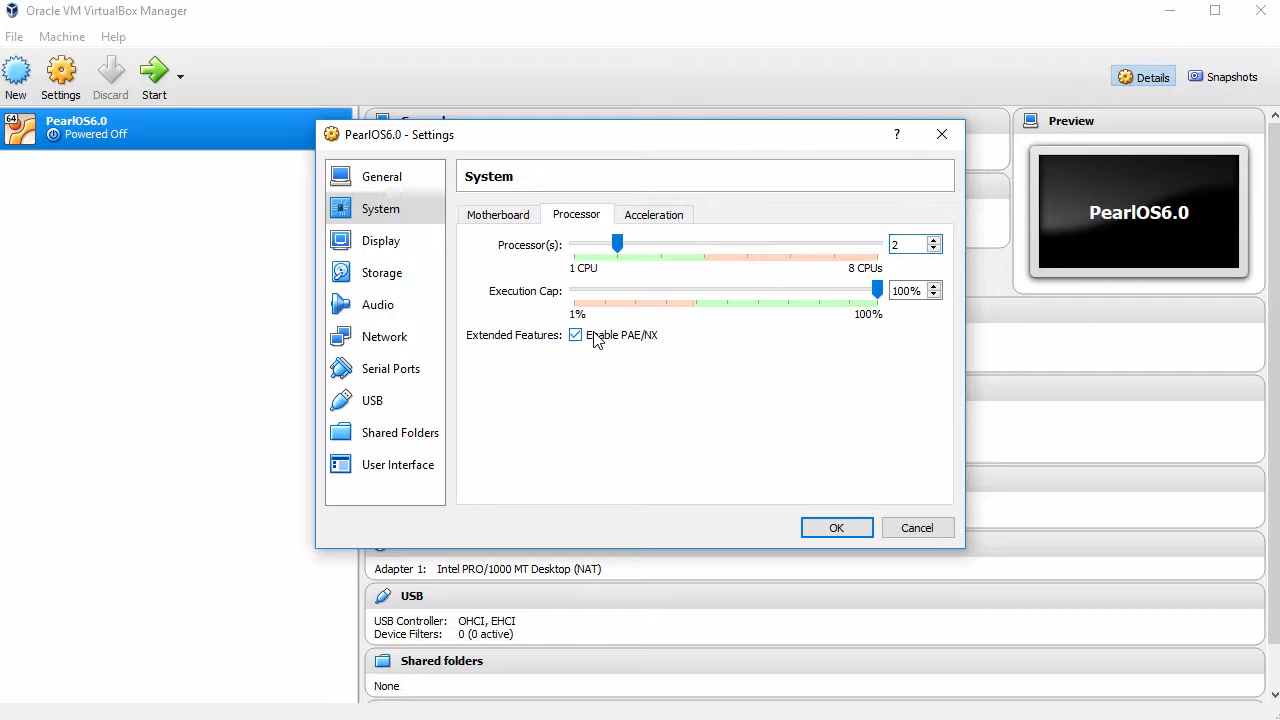 Oracle VM VirtualBox Manager
File Machine Help
New Settings Discard Start Details Snapshots
64 PearlOS6.0
Powered Off
Preview
PearlOS6.0
PearlOS6.0 - Settings
?
General
System
Display
Storage
Audio
Network
Serial Ports
USB
Shared Folders
User Interface
System
Motherboard Processor Acceleration
Processor(s): 2
1 CPU 8 CPUs
Execution Cap: 100%
1% 100%
Extended Features: Enable PAE/NX
OK Cancel
Adapter 1: Intel PRO/1000 MT Desktop (NAT)
USB
USB Controller: OHCI, EHCI
Device Filters: 0 (0 active)
Shared folders
None